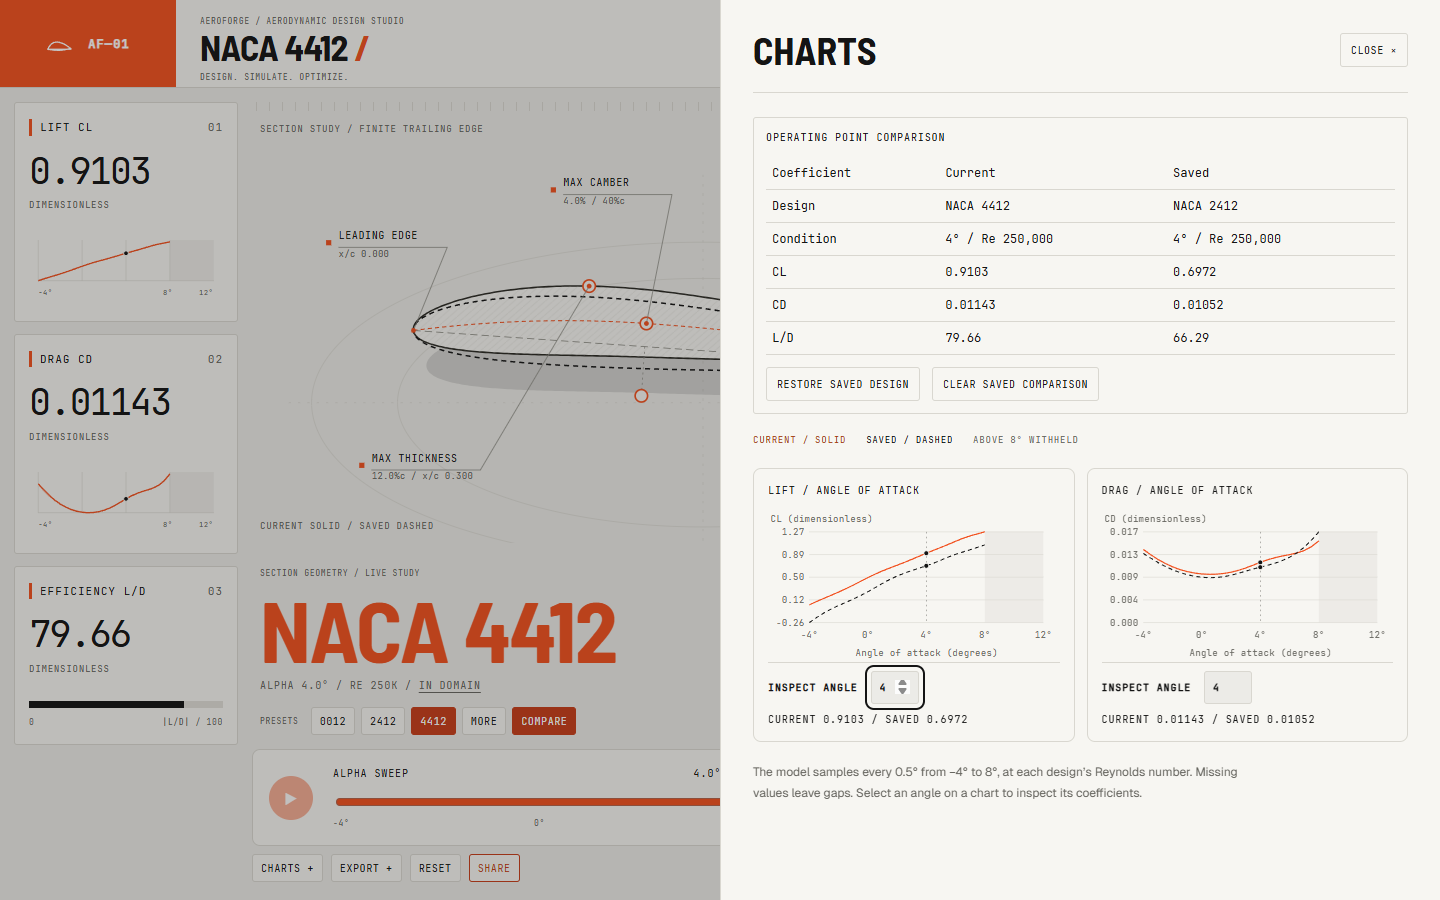 AF—01
AEROFORGE / AERODYNAMIC DESIGN STUDIO
NACA 4412 /
DESIGN. SIMULATE. OPTIMIZE.
LIFT CL 01
0.9103
DIMENSIONLESS
-4° 8° 12°
DRAG CD 02
0.01143
DIMENSIONLESS
-4° 8° 12°
EFFICIENCY L/D 03
79.66
DIMENSIONLESS
0 |L/D| / 100
SECTION STUDY / FINITE TRAILING EDGE
MAX CAMBER
4.0% / 40%c
LEADING EDGE
x/c 0.000
MAX THICKNESS
12.0%c / x/c 0.300
CURRENT SOLID / SAVED DASHED
SECTION GEOMETRY / LIVE STUDY
NACA 4412
ALPHA 4.0° / RE 250K / IN DOMAIN
PRESETS 0012 2412 4412 MORE COMPARE
ALPHA SWEEP 4.0°
-4° 0°
CHARTS + EXPORT + RESET SHARE
CHARTS
CLOSE ×
OPERATING POINT COMPARISON
Coefficient Current Saved
Design NACA 4412 NACA 2412
Condition 4° / Re 250,000 4° / Re 250,000
CL 0.9103 0.6972
CD 0.01143 0.01052
L/D 79.66 66.29
RESTORE SAVED DESIGN CLEAR SAVED COMPARISON
CURRENT / SOLID SAVED / DASHED ABOVE 8° WITHHELD
LIFT / ANGLE OF ATTACK
CL (dimensionless)
1.27
0.89
0.50
0.12
-0.26
-4° 0° 4° 8° 12°
Angle of attack (degrees)
INSPECT ANGLE 4
CURRENT 0.9103 / SAVED 0.6972
DRAG / ANGLE OF ATTACK
CD (dimensionless)
0.017
0.013
0.009
0.004
0.000
-4° 0° 4° 8° 12°
Angle of attack (degrees)
INSPECT ANGLE 4
CURRENT 0.01143 / SAVED 0.01052
The model samples every 0.5° from −4° to 8°, at each design's Reynolds number. Missing
values leave gaps. Select an angle on a chart to inspect its coefficients.